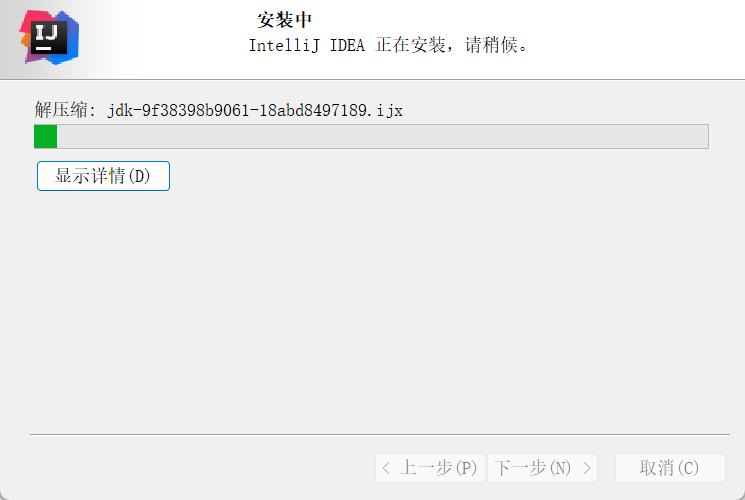 IJ
安装中
IntelliJ IDEA 正在安装，请稍候。
解压缩: jdk-9f38398b9061-18abd8497189.ijx
显示详情(D)
< 上一步(P) 下一步(N) > 取消(C)